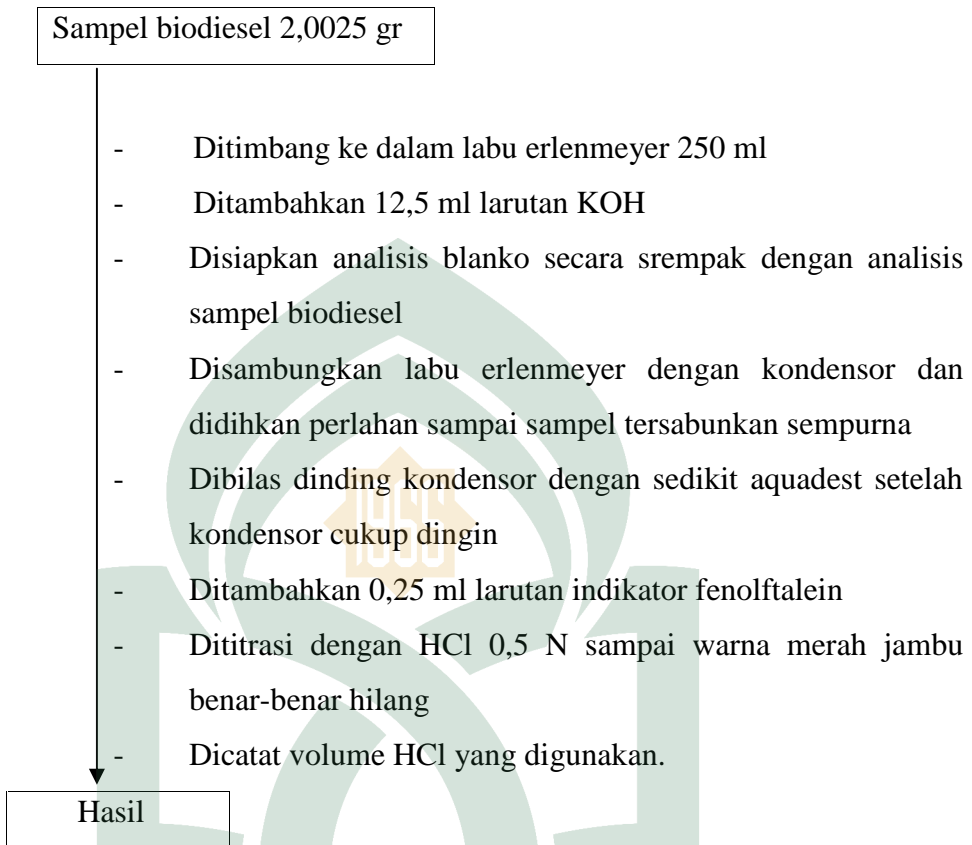 Sampel biodiesel 2,0025 gr
- Ditimbang ke dalam labu erlenmeyer 250 ml
- Ditambahkan 12,5 ml larutan KOH
- Disiapkan analisis blanko secara srempak dengan analisis
sampel biodiesel
- Disambungkan labu erlenmeyer dengan kondensor dan
didihkan perlahan sampai sampel tersabunkan sempurna
- Dibilas dinding kondensor dengan sedikit aquadest setelah
kondensor cukup dingin
1965
- Ditambahkan 0,25 ml larutan indikator fenolftalein
- Dititrasi dengan HCl 0,5 N sampai warna merah jambu
benar-benar hilang
- Dicatat volume HCl yang digunakan.
Hasil